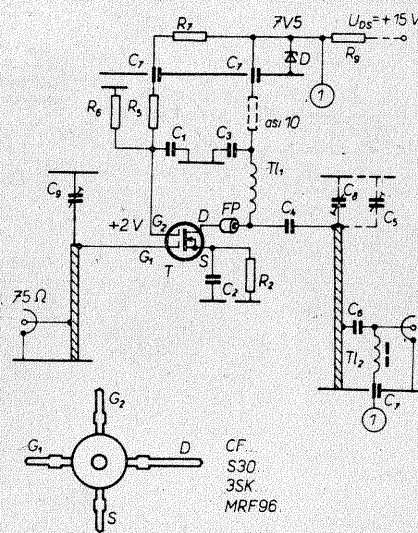 R7
7V5
UDS=+15 V
C7
C7
D
R9
1
R6
R5
asi 10
C1
C3
C9
Tl1
C8
C5
+2 V
G2
D
FP
C4
G1
T
S
75 Ω
C2
R2
C6
Tl2
C7
1
G2
G1
D
S
CF..
S30.
3SK
MRF96.